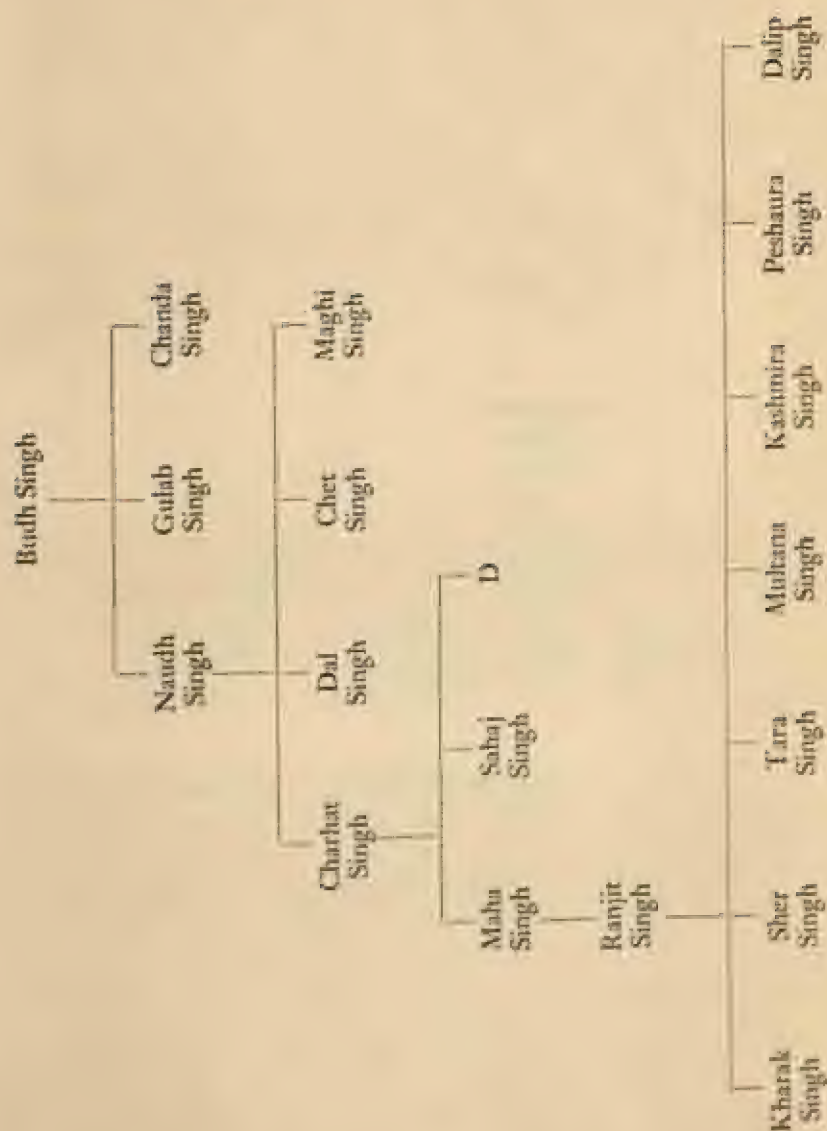 Budh Singh
Naudh
Singh
Gulab
Singh
Chanda
Singh
Charhat
Singh
Dal
Singh
Chet
Singh
Maghi
Singh
Maha
Singh
Sahaj
Singh
D
Ranjit
Singh
Kharak
Singh
Sher
Singh
Tara
Singh
Multana
Singh
Kashmira
Singh
Peshaura
Singh
Dalip
Singh